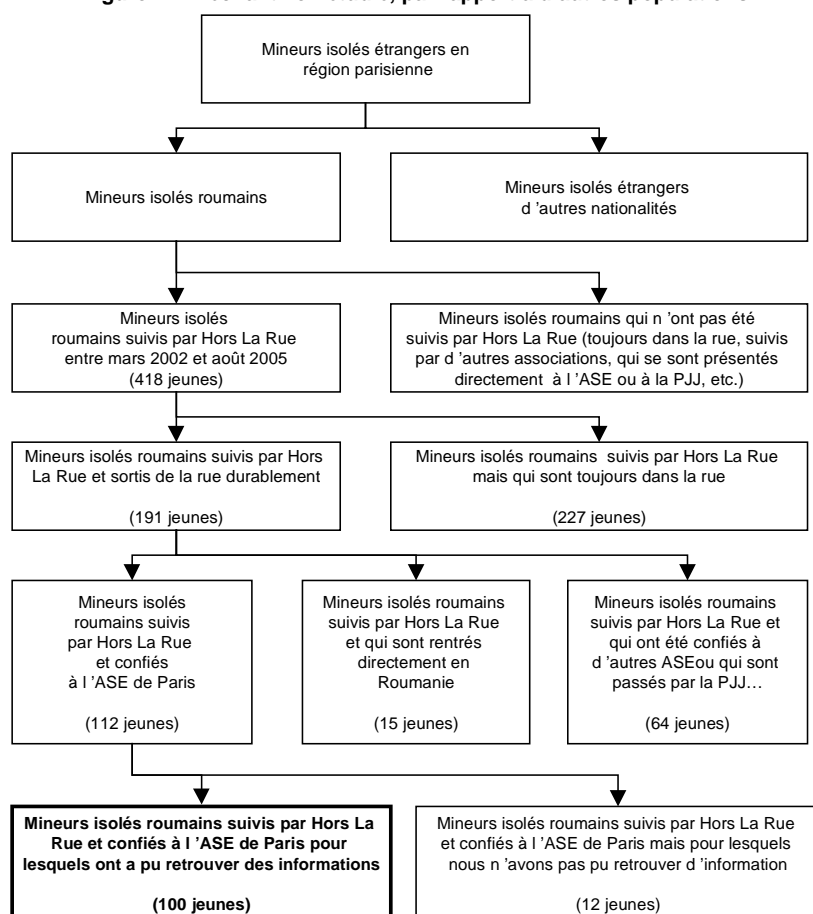 Mineurs isolés étrangers en
région parisienne
Mineurs isolés roumains
Mineurs isolés étrangers
d 'autres nationalités
Mineurs isolés
roumains suivis par Hors La Rue
entre mars 2002 et août 2005
(418 jeunes)
Mineurs isolés roumains qui n 'ont pas été
suivis par Hors La Rue (toujours dans la rue, suivis
par d 'autres associations, qui se sont présentés
directement à l 'ASE ou à la PJJ, etc.)
Mineurs isolés roumains suivis par Hors
La Rue et sortis de la rue durablement
(191 jeunes)
Mineurs isolés roumains suivis par Hors La Rue
mais qui sont toujours dans la rue
(227 jeunes)
Mineurs isolés
roumains suivis
par Hors La Rue
et confiés
à l 'ASE de Paris
(112 jeunes)
Mineurs isolés roumains
suivis par Hors La Rue
et qui sont rentrés
directement en
Roumanie
(15 jeunes)
Mineurs isolés roumains
suivis par Hors La Rue et
qui ont été confiés à
d 'autres ASEou qui sont
passés par la PJJ…
(64 jeunes)
Mineurs isolés roumains suivis par Hors La
Rue et confiés à l 'ASE de Paris pour
lesquels ont a pu retrouver des informations
(100 jeunes)
Mineurs isolés roumains suivis par Hors La Rue
et confiés à l 'ASE de Paris mais pour lesquels
nous n 'avons pas pu retrouver d 'information
(12 jeunes)